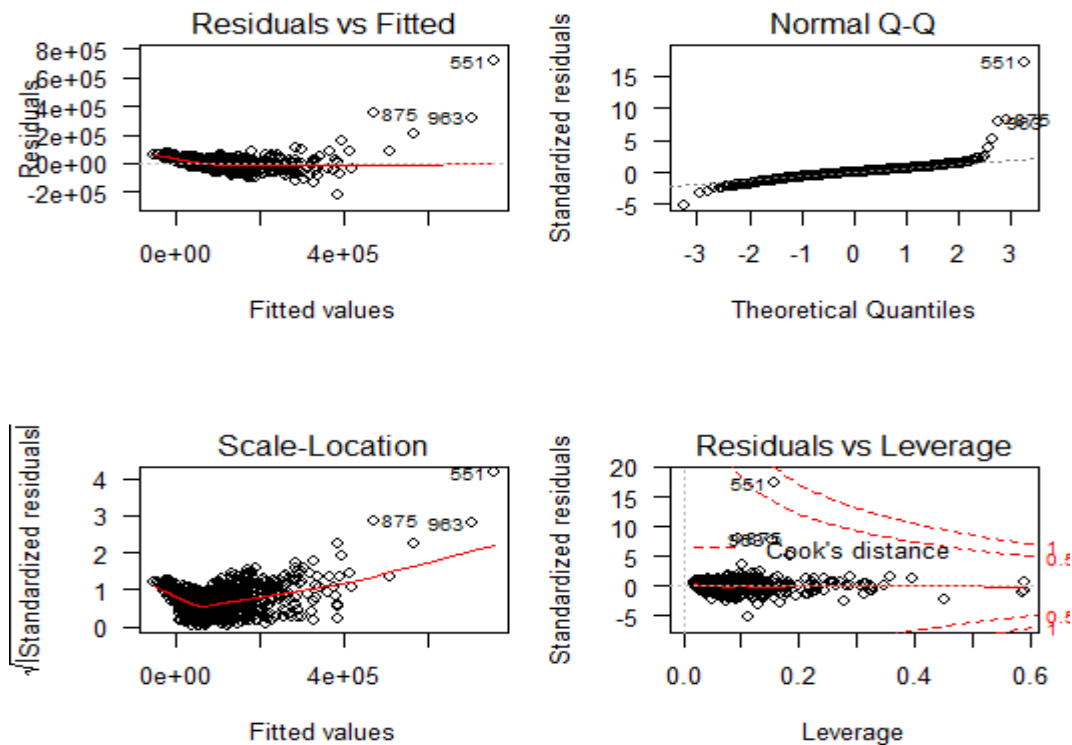 Residuals vs Fitted
Residuals
8e+05
6e+05
4e+05
2e+05
0e+00
-2e+05
551
875
963
0e+00 4e+05
Fitted values
Normal Q-Q
Standardized residuals
15
10
5
0
-5
551
875
963
-3 -2 -1 0 1 2 3
Theoretical Quantiles
Scale-Location
√|Standardized residuals|
4
3
2
1
0
551
875
963
0e+00 4e+05
Fitted values
Residuals vs Leverage
Standardized residuals
20
15
10
5
0
-5
551
963
875
Cook's distance
1
0.5
0.5
1
0.0 0.2 0.4 0.6
Leverage